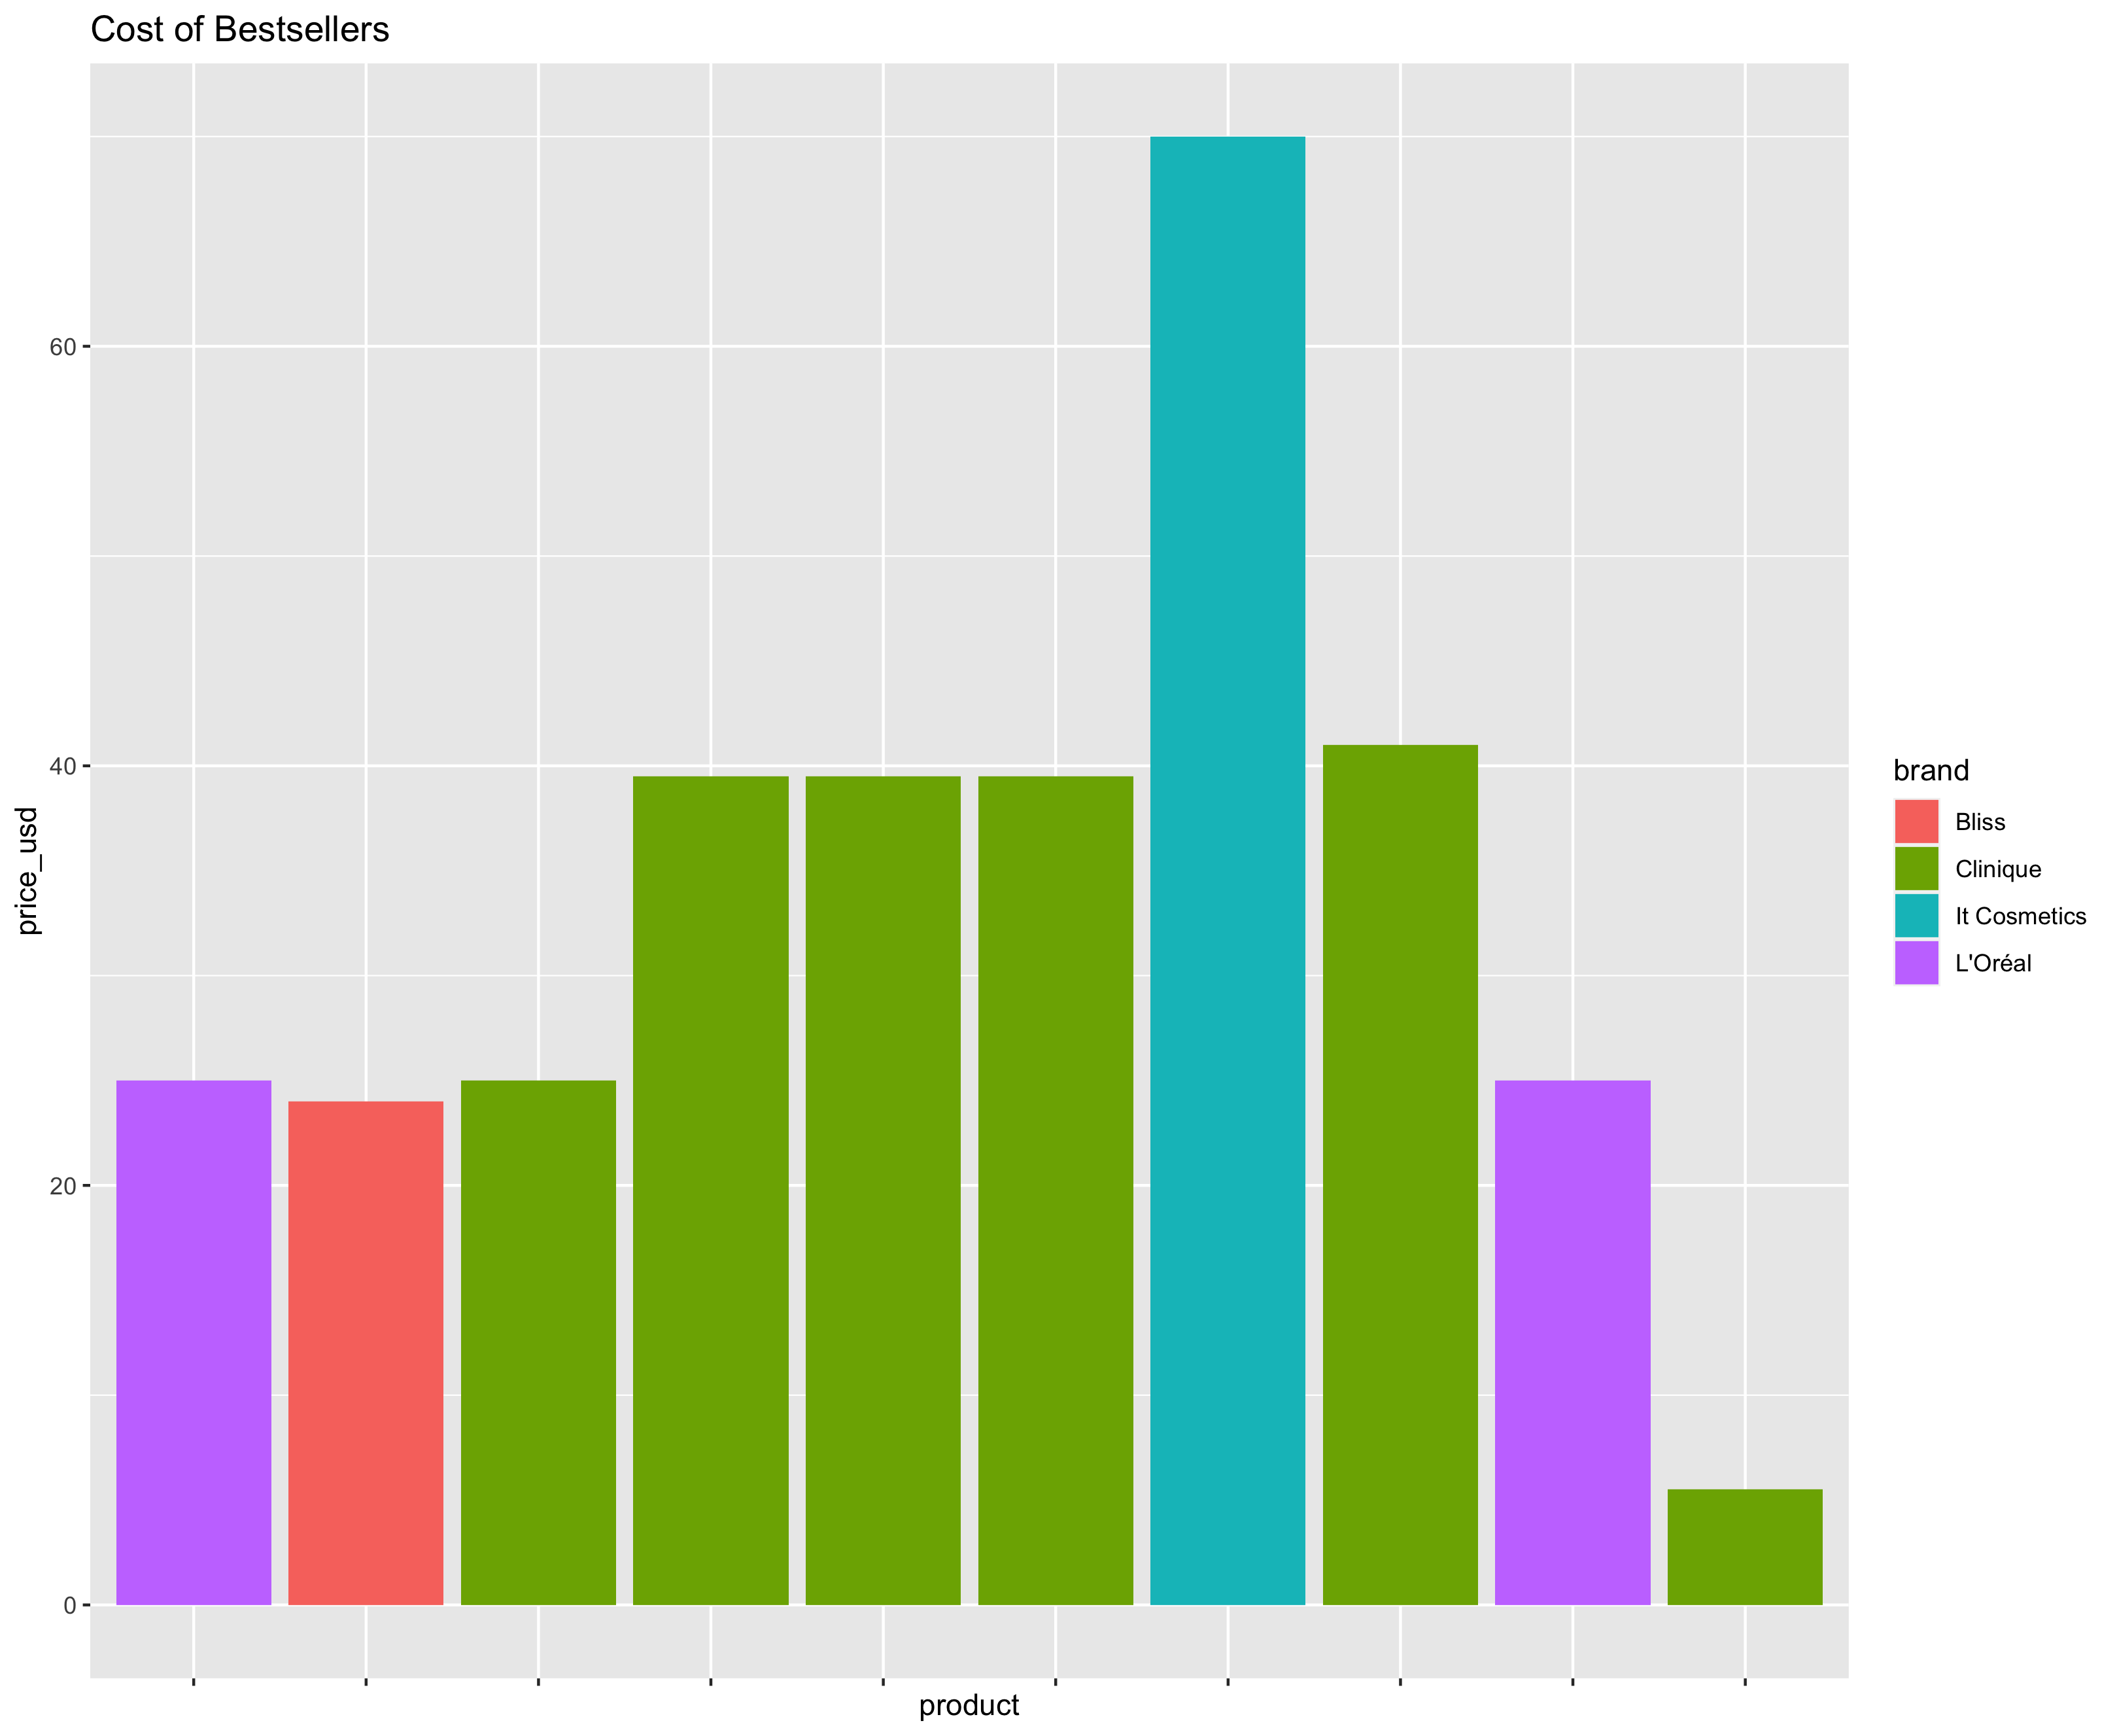 Cost of Bestsellers
60
40
20
0
price_usd
product
brand
Bliss
Clinique
It Cosmetics
L'Oréal